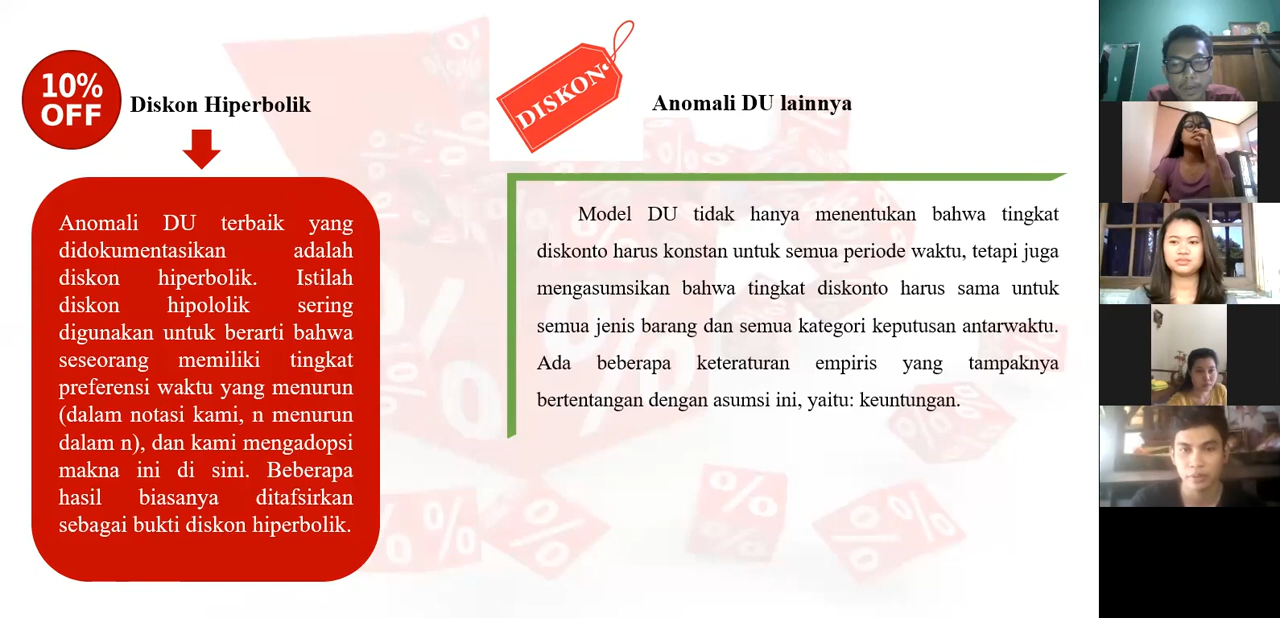 10%
OFF
Diskon Hiperbolik
Anomali DU terbaik yang
didokumentasikan adalah
diskon hiperbolik. Istilah
diskon hipololik sering
digunakan untuk berarti bahwa
seseorang memiliki tingkat
preferensi waktu yang menurun
(dalam notasi kami, n menurun
dalam n), dan kami mengadopsi
makna ini di sini. Beberapa
hasil biasanya ditafsirkan
sebagai bukti diskon hiperbolik.
DISKON
Anomali DU lainnya
Model DU tidak hanya menentukan bahwa tingkat
diskonto harus konstan untuk semua periode waktu, tetapi juga
mengasumsikan bahwa tingkat diskonto harus sama untuk
semua jenis barang dan semua kategori keputusan antarwaktu.
Ada beberapa keteraturan empiris yang tampaknya
bertentangan dengan asumsi ini, yaitu: keuntungan.